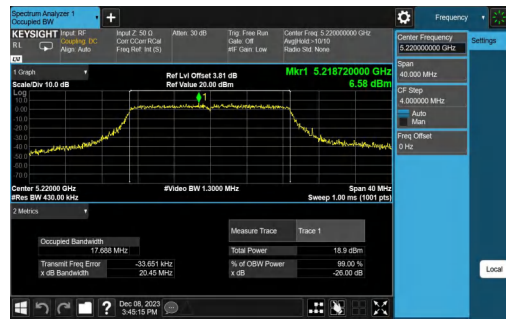 Spectrum Analyzer 1
Occupied BW
Frequency
KEYSIGHT
Input: RF
Input Z: 50 Ω
Atten: 30 dB
Trig: Free Run
Center Freq: 5.220000000 GHz
RL
Coupling: DC
Corr CCorr RCal
Gate: Off
Avg|Hold:>10/10
Align: Auto
Freq Ref: Int (S)
#IF Gain: Low
Radio Std: None
LV
Center Frequency
5.220000000 GHz
Settings
Span
40.000 MHz
CF Step
4.000000 MHz
Auto
Man
Freq Offset
0 Hz
Local
1 Graph
Ref Lvl Offset 3.81 dB
Mkr1 5.218720000 GHz
Scale/Div 10.0 dB
Ref Value 20.00 dBm
6.58 dBm
Log
10.0
0.00
-10.0
-20.0
-30.0
-40.0
-50.0
-60.0
-70.0
1
Center 5.22000 GHz
#Video BW 1.3000 MHz
Span 40 MHz
#Res BW 430.00 kHz
Sweep 1.00 ms (1001 pts)
2 Metrics
Measure Trace
Trace 1
Occupied Bandwidth
17.688 MHz
Total Power
18.9 dBm
Transmit Freq Error
-33.651 kHz
% of OBW Power
99.00 %
x dB Bandwidth
20.45 MHz
x dB
-26.00 dB
Dec 08, 2023
3:45:15 PM